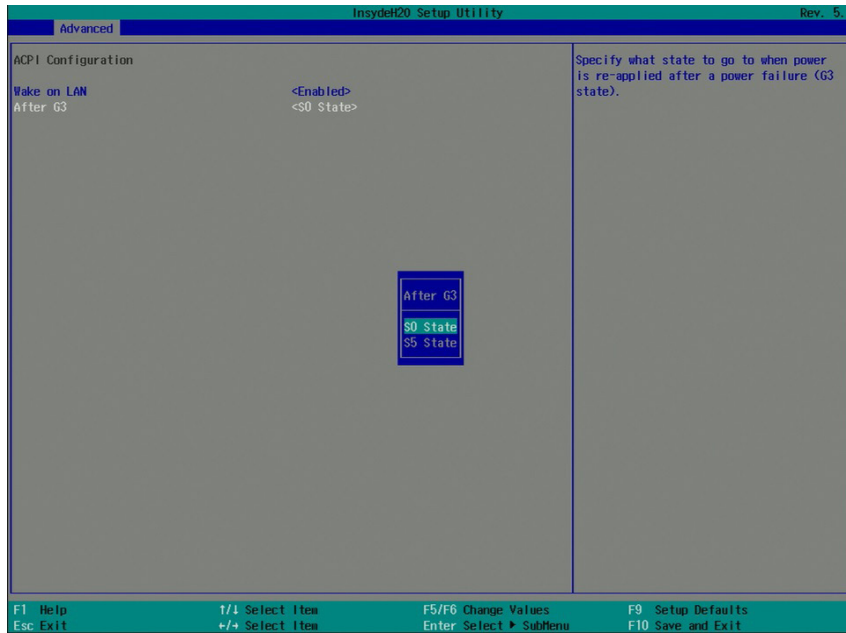 InsydeH20 Setup Utility Rev. 5.
Advanced
ACPI Configuration
Wake on LAN <Enabled>
After G3 <S0 State>
Specify what state to go to when power
is re-applied after a power failure (G3
state).
After G3
S0 State
S5 State
F1 Help ↑/↓ Select Item F5/F6 Change Values F9 Setup Defaults
Esc Exit ←/→ Select Item Enter Select ▶ SubMenu F10 Save and Exit